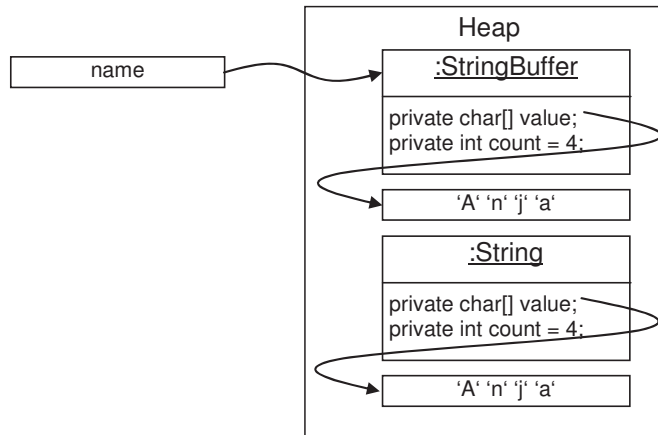 Heap
name
:StringBuffer
private char[] value;
private int count = 4;
‘A‘ ‘n‘ ‘j‘ ‘a‘
:String
private char[] value;
private int count = 4;
‘A‘ ‘n‘ ‘j‘ ‘a‘